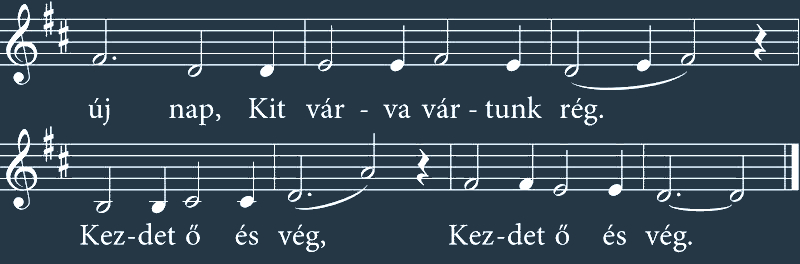 új nap, Kit vár - va vár - tunk rég.
Kez-det ő és vég, Kez-det ő és vég.